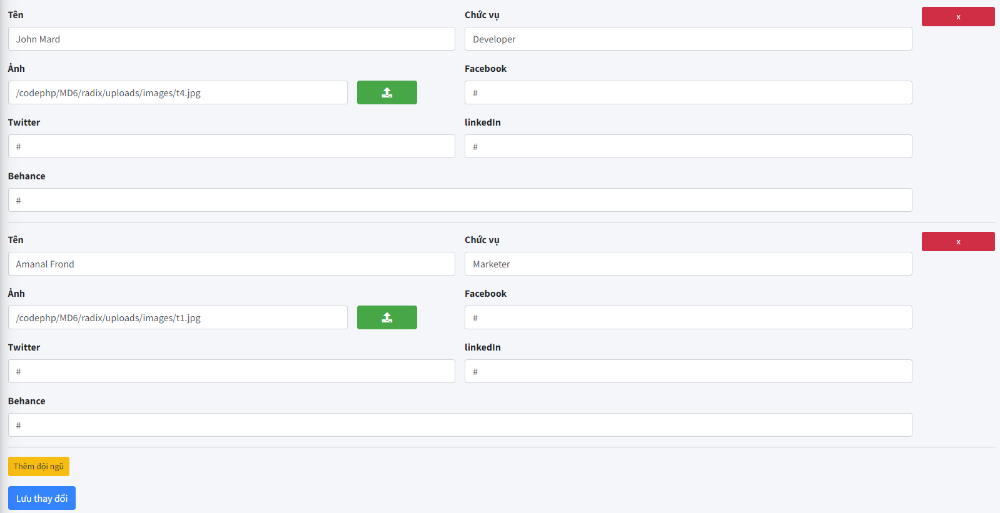 Tên Chức vụ x
John Mard Developer
Ảnh Facebook
/codephp/MD6/radix/uploads/images/t4.jpg #
Twitter linkedIn
# #
Behance
#
Tên Chức vụ x
Amanal Frond Marketer
Ảnh Facebook
/codephp/MD6/radix/uploads/images/t1.jpg #
Twitter linkedIn
# #
Behance
#
Thêm đội ngũ
Lưu thay đổi